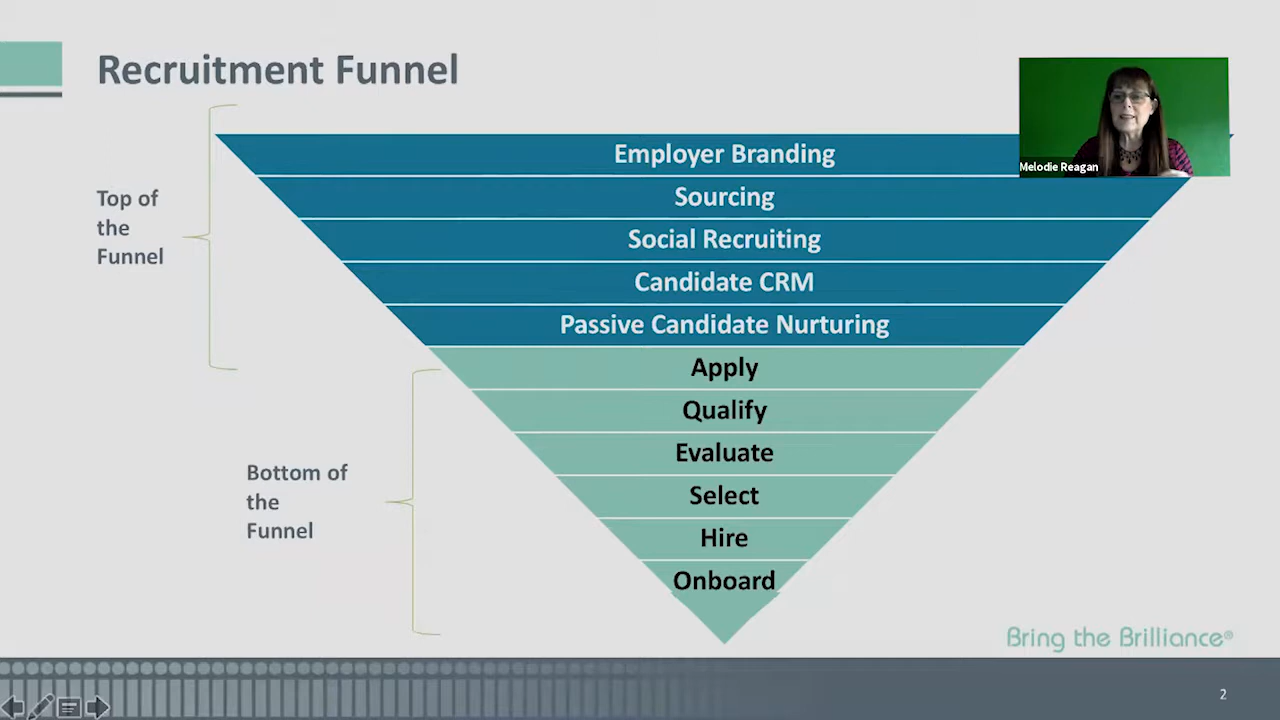 Recruitment Funnel
Melodie Reagan
Employer Branding
Sourcing
Social Recruiting
Candidate CRM
Passive Candidate Nurturing
Apply
Qualify
Evaluate
Select
Hire
Onboard
Top of
the
Funnel
Bottom of
the
Funnel
Bring the Brilliance®
2